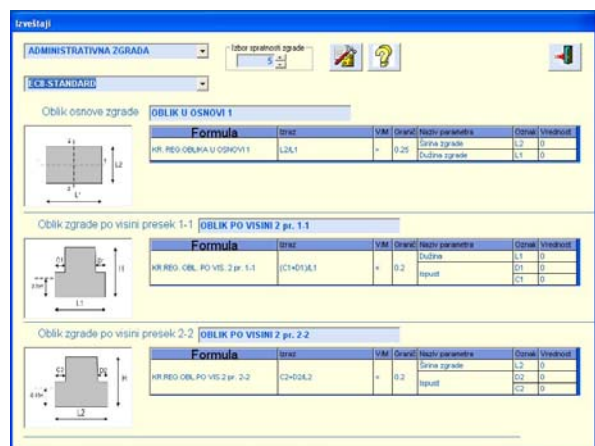 Izveštaji
ADMINISTRATIVNA ZGRADA
Izbor spratnosti zgrade
5
EC8-STANDARD
Oblik osnove zgrade OBLIK U OSNOVI 1
Formula Izraz V/M Granič Naziv parametra Oznak Vrednost
KR. REG OBLIKA U OSNOVI 1 L2/L1 0.25 Širina zgrade L2 0
Dužina zgrade L1 0
L2
L1
Oblik zgrade po visini presek 1-1 OBLIK PO VISINI 2 pr. 1-1
Formula Izraz V/M Granič Naziv parametra Oznak Vrednost
KR.REG. OBL. PO VIS. 2 pr. 1-1 (C1+D1)/L1 0.2 Dužina L1 0
Ispust D1 0
C1 0
H
L1
Oblik zgrade po visini presek 2-2 OBLIK PO VISINI 2 pr. 2-2
Formula Izraz V/M Granič Naziv parametra Oznak Vrednost
KR.REG.OBL.PO VIS.2 pr. 2-2 C2+D2/L2 0.2 Širina zgrade L2 0
Ispust D2 0
C2 0
C2 D2 H
L2